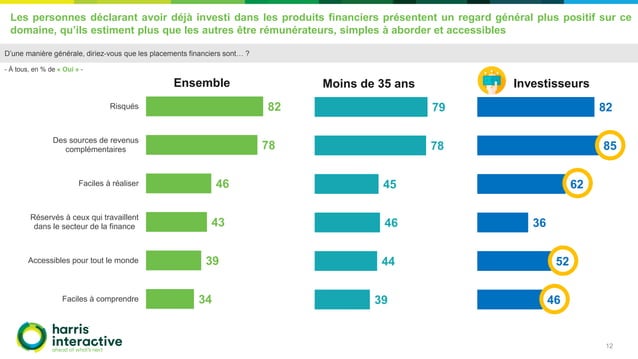 Les personnes déclarant avoir déjà investi dans les produits financiers présentent un regard général plus positif sur ce
domaine, qu’ils estiment plus que les autres être rémunérateurs, simples à aborder et accessibles
D’une manière générale, diriez-vous que les placements financiers sont… ?
- À tous, en % de « Oui » -
Ensemble Moins de 35 ans Investisseurs
Risqués 82 79 82
Des sources de revenus
complémentaires 78 78 85
Faciles à réaliser 46 45 62
Réservés à ceux qui travaillent
dans le secteur de la finance 43 46 36
Accessibles pour tout le monde 39 44 52
Faciles à comprendre 34 39 46
harris
interactive
ahead of what's next
12